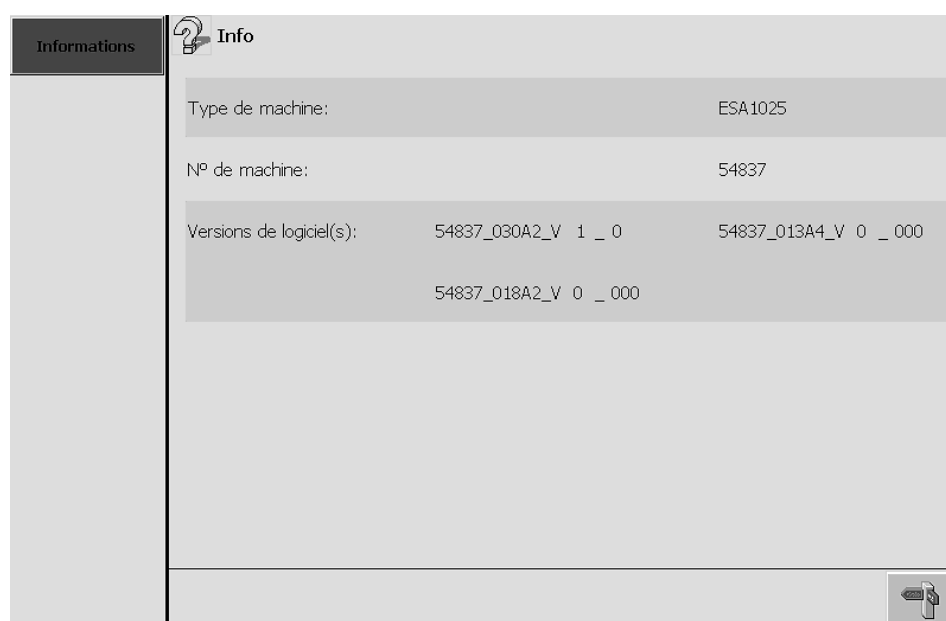 Informations
Info
Type de machine: ESA1025
Nº de machine: 54837
Versions de logiciel(s): 54837_030A2_V 1 _ 0 54837_013A4_V 0 _ 000
54837_018A2_V 0 _ 000